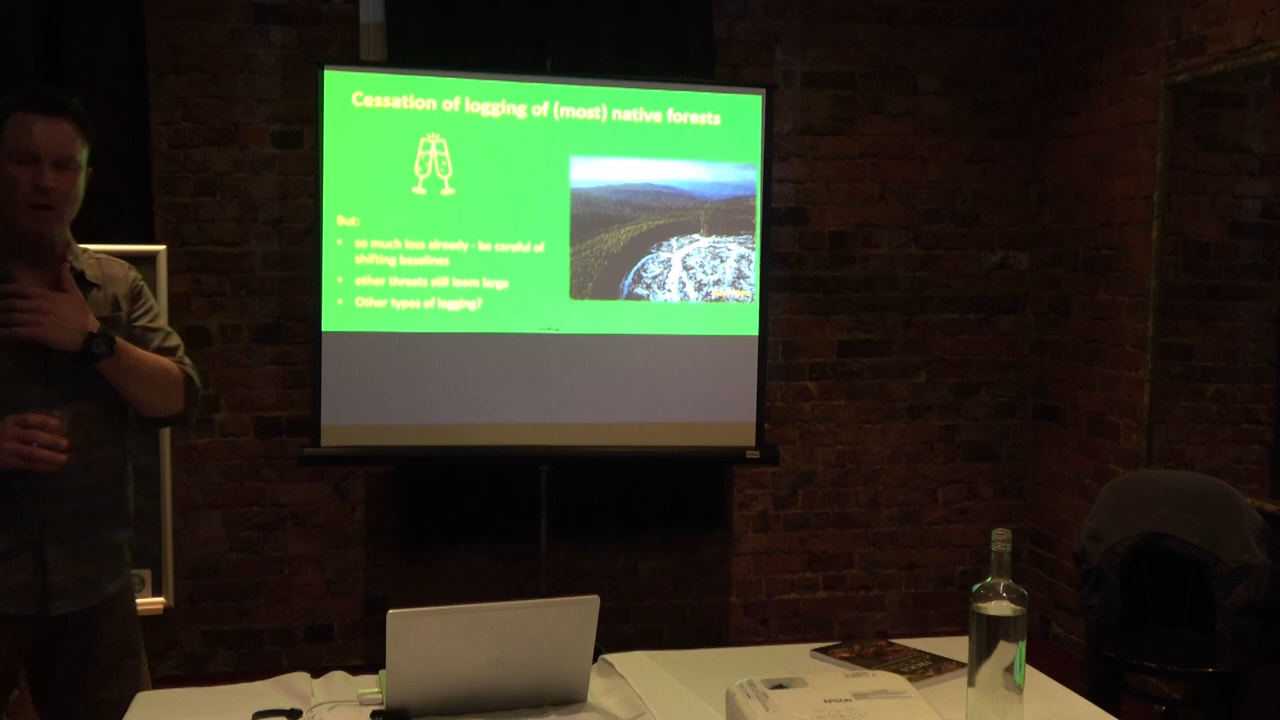 Cessation of logging of (most) native forests
But:
• so much loss already - be careful of
shifting baselines
• other threats still loom large
• Other types of logging?
EPSON